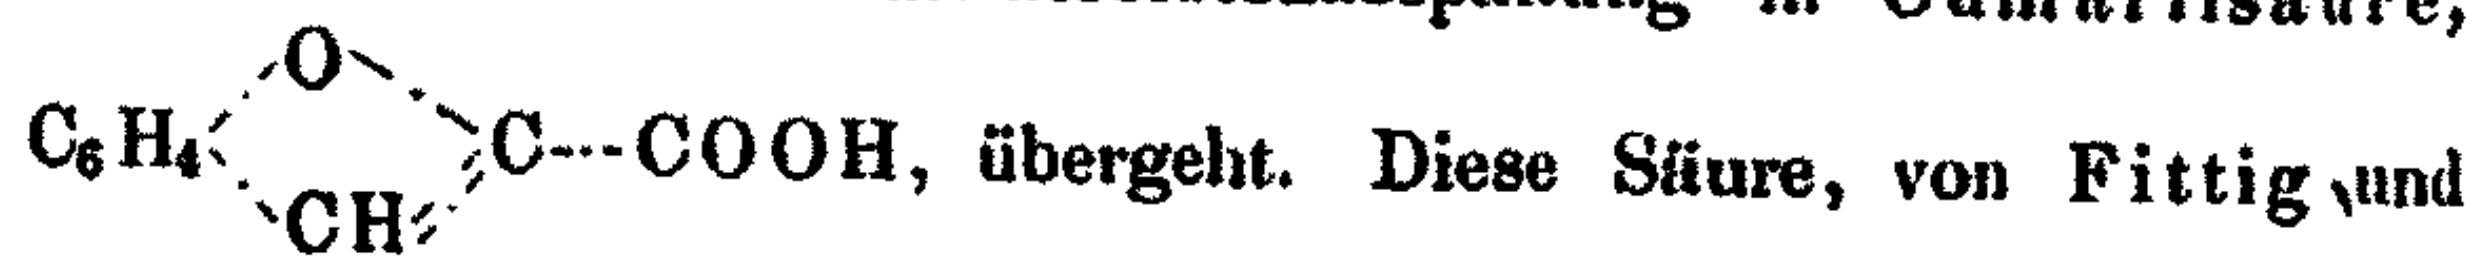 in Cumarilsäure,
O
C₆H₄ C---COOH, übergeht. Diese Säure, von Fittig und
CH